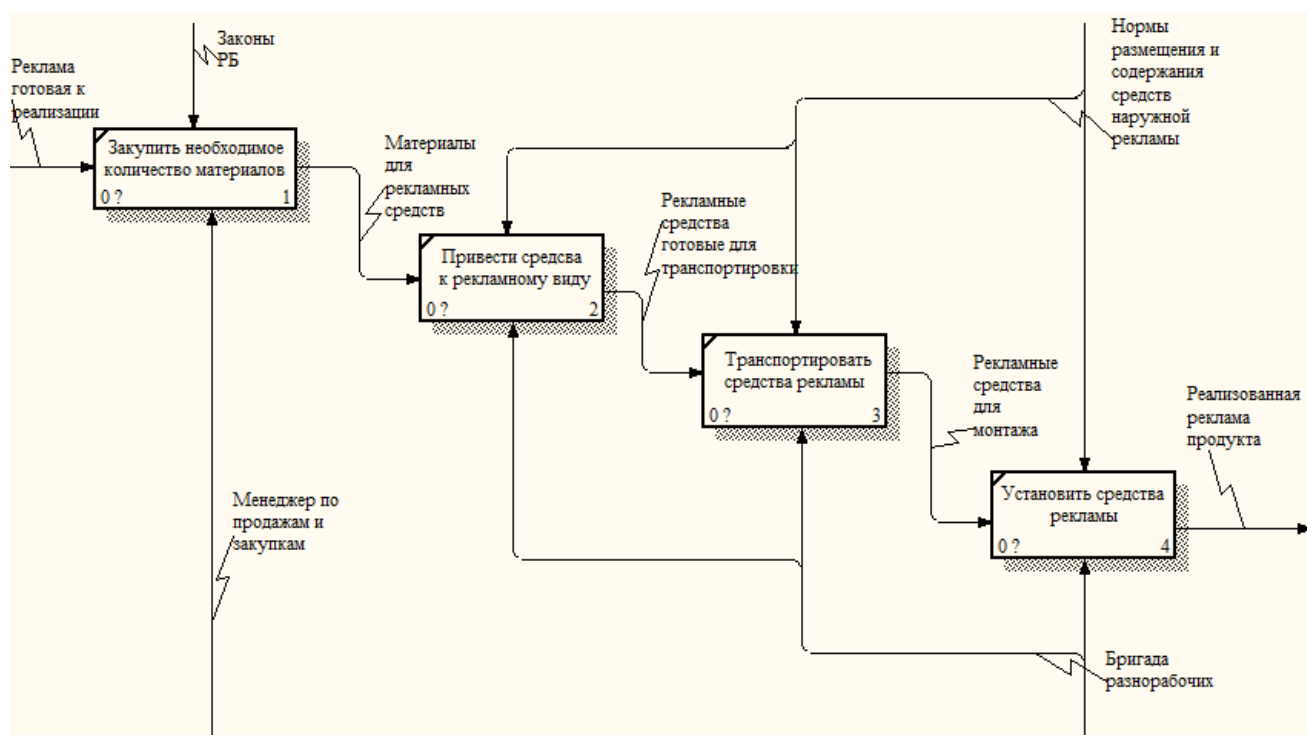 Законы
РБ
Реклама
готовая к
реализации
Закупить необходимое
количество материалов
0 ?
1
Материалы
для
рекламных
средств
Нормы
размещения и
содержания
средств
наружной
рекламы
Рекламные
средства
готовые для
транспортировки
Привести средсва
к рекламному виду
0 ?
2
Транспортировать
средства рекламы
0 ?
3
Рекламные
средства
для
монтажа
Реализованная
реклама
продукта
Установить средства
рекламы
0 ?
4
Менеджер по
продажам и
закупкам
Бригада
разнорабочих